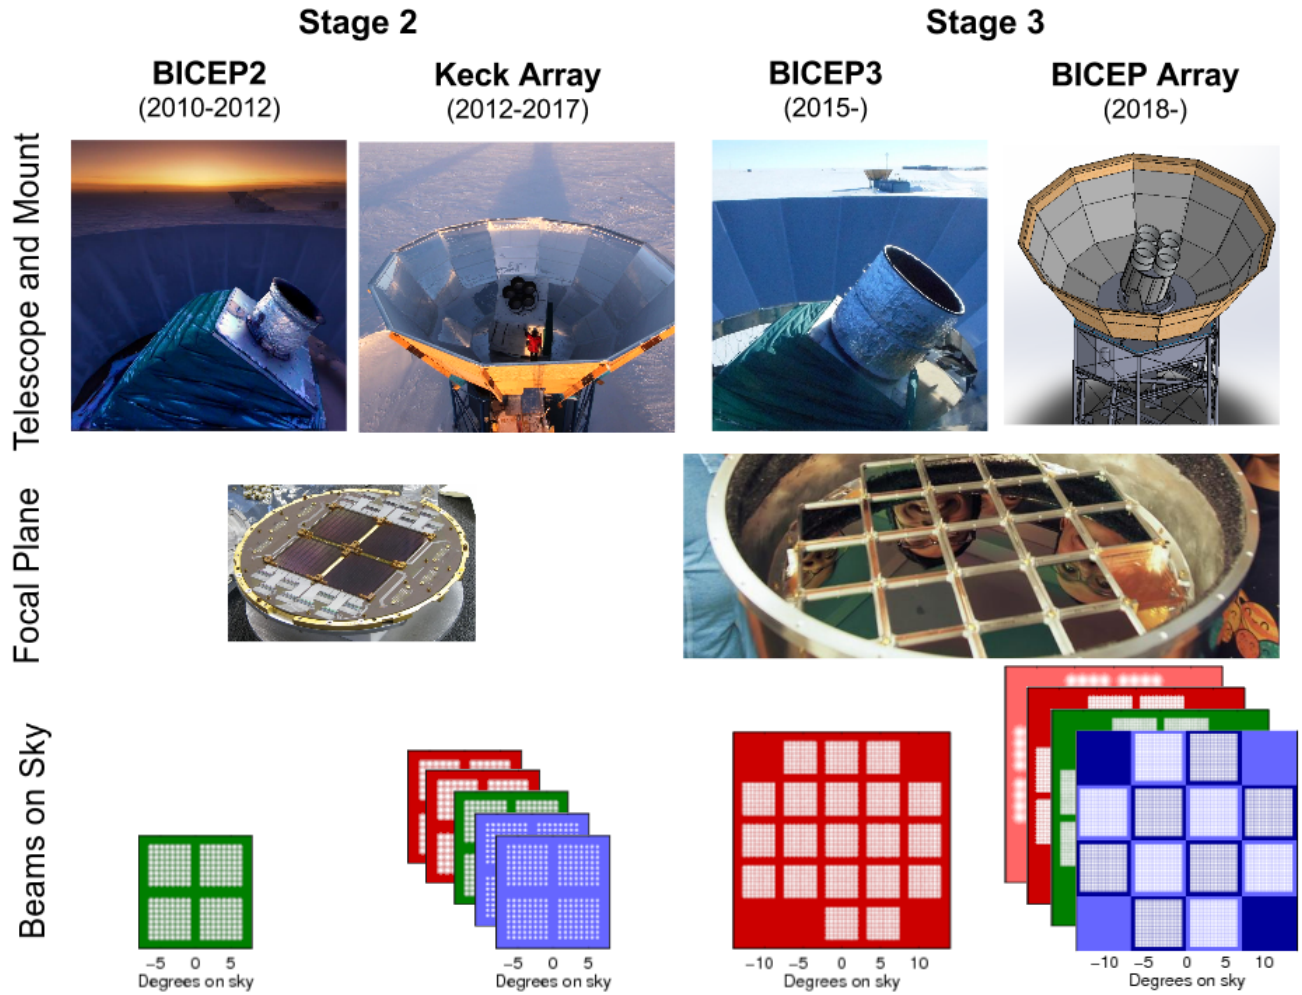 Stage 2
Stage 3
BICEP2
(2010-2012)
Keck Array
(2012-2017)
BICEP3
(2015-)
BICEP Array
(2018-)
Telescope and Mount
Focal Plane
Beams on Sky
−5 0 5
Degrees on sky
−5 0 5
Degrees on sky
−10 −5 0 5 10
Degrees on sky
−10 −5 0 5 10
Degrees on sky